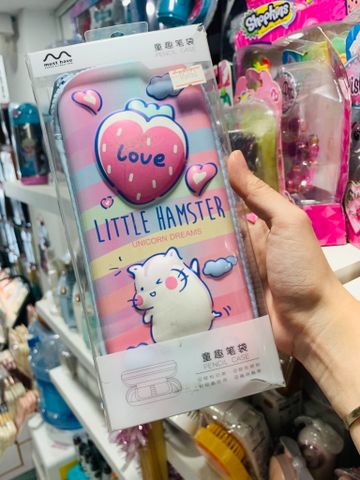 must have
童趣笔袋
PENCIL CASE
Shopkins
Love
LITTLE HAMSTER
UNICORN DREAMS
童趣笔袋
PENCIL CASE